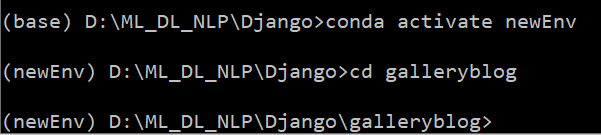 (base) D:\ML_DL_NLP\Django>conda activate newEnv
(newEnv) D:\ML_DL_NLP\Django>cd galleryblog
(newEnv) D:\ML_DL_NLP\Django\galleryblog>